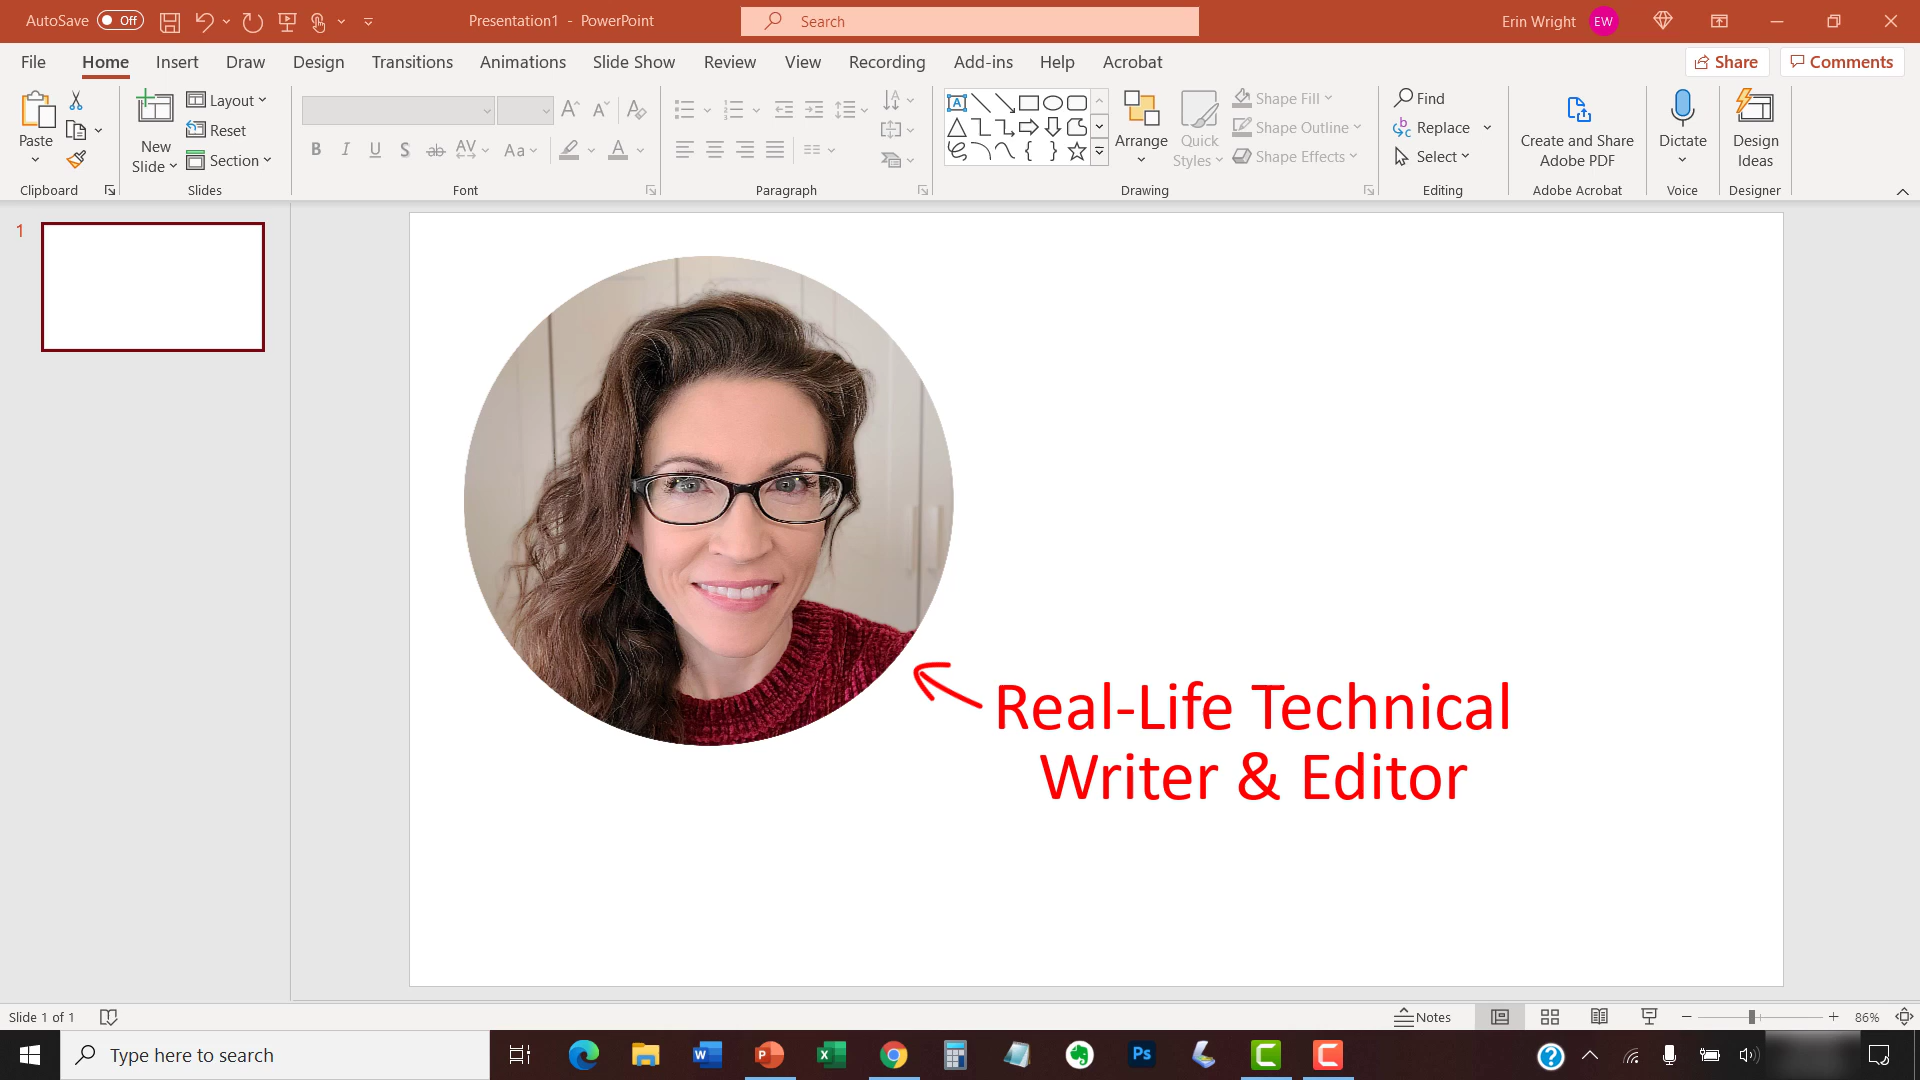 AutoSave Off Presentation1 - PowerPoint Search Erin Wright EW
File Home Insert Draw Design Transitions Animations Slide Show Review View Recording Add-ins Help Acrobat Share Comments
Paste
New
Slide
Layout
Reset
Section
B I U S ab AV Aa A
Arrange
Quick
Styles
Shape Fill
Shape Outline
Shape Effects
Find
Replace
Select
Create and Share
Adobe PDF
Dictate
Design
Ideas
Clipboard Slides Font Paragraph Drawing Editing Adobe Acrobat Voice Designer
1
Real-Life Technical
Writer & Editor
Slide 1 of 1 Notes 86%
Type here to search